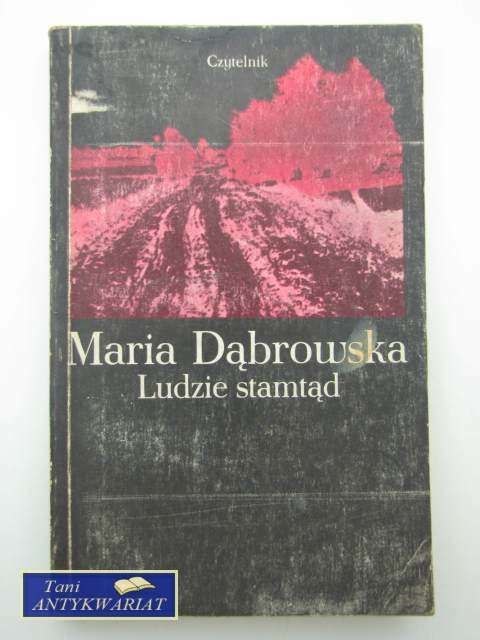 Czytelnik
Maria Dąbrowska
Ludzie stamtąd
Tani
ANTYKWARIAT